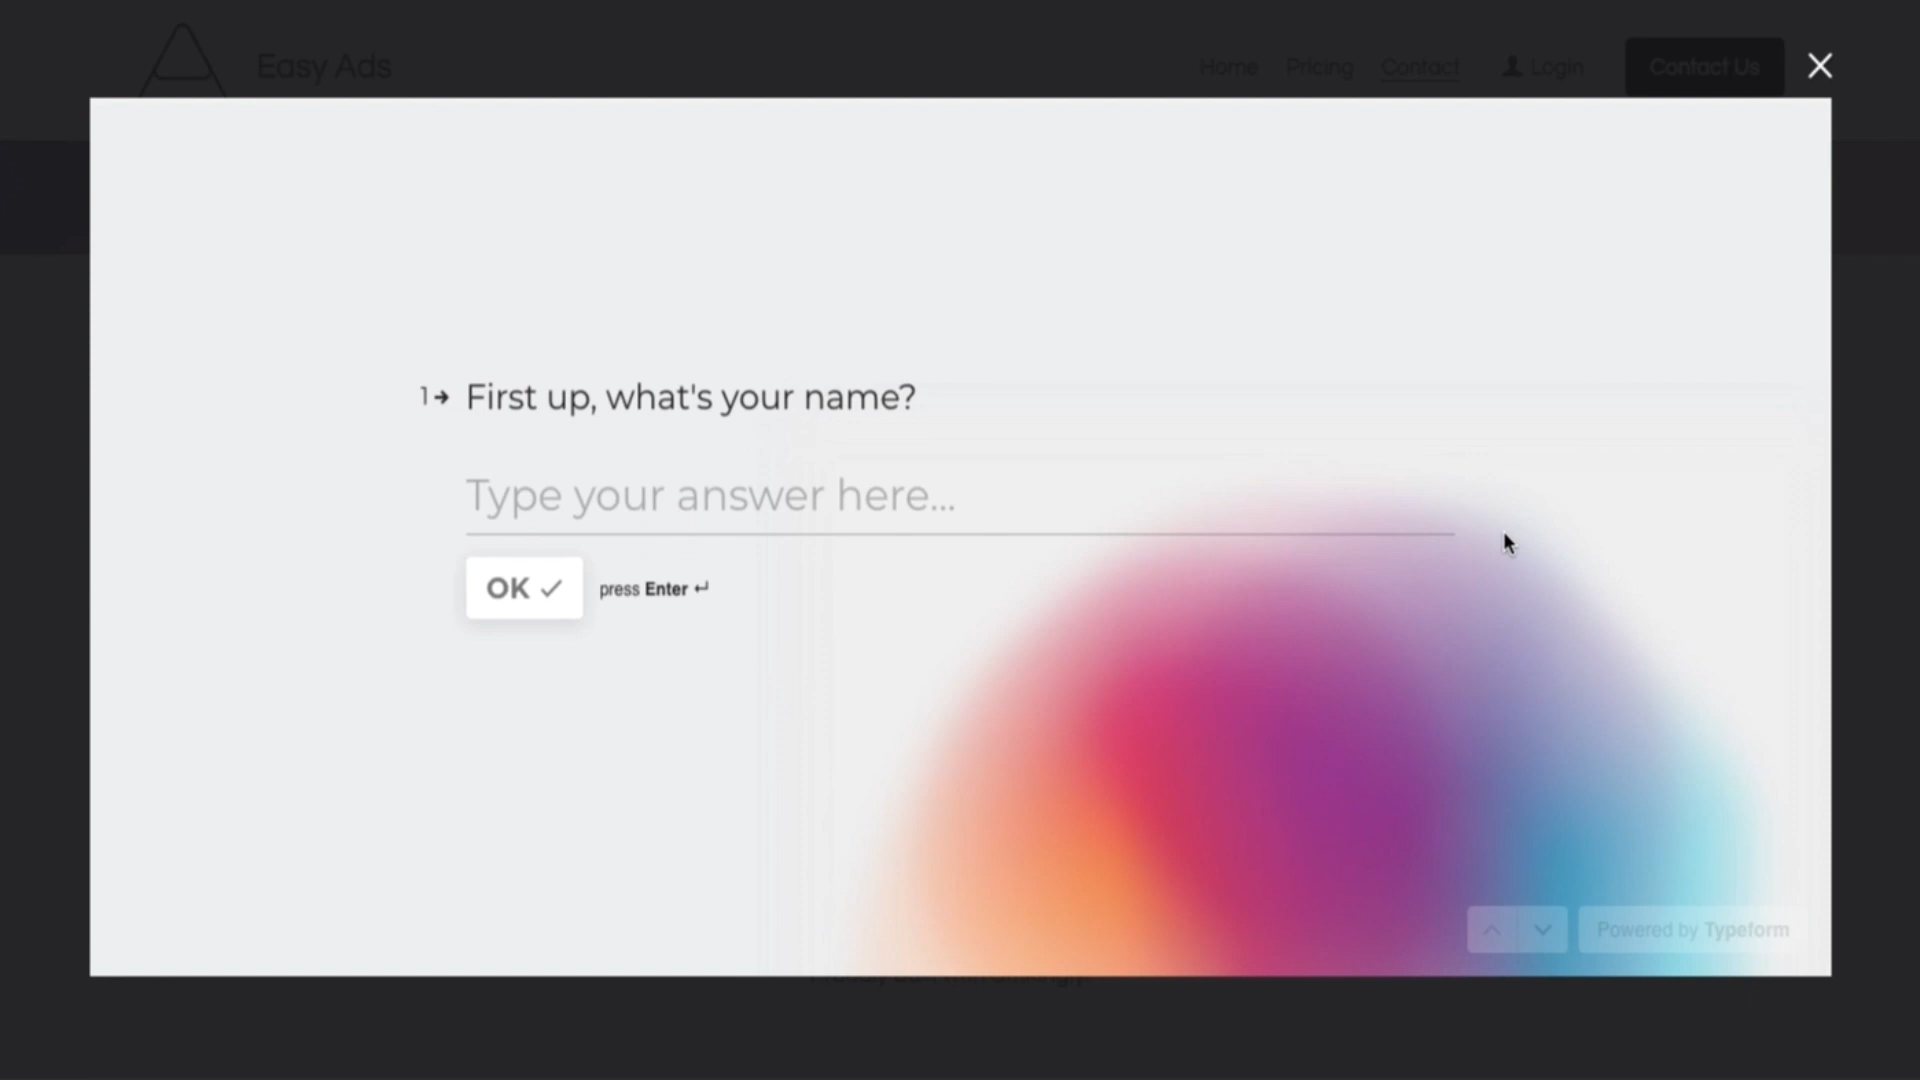 Easy Ads
Home Pricing Contact Login Contact Us
1 First up, what's your name?
Type your answer here...
OK press Enter
Powered by Typeform